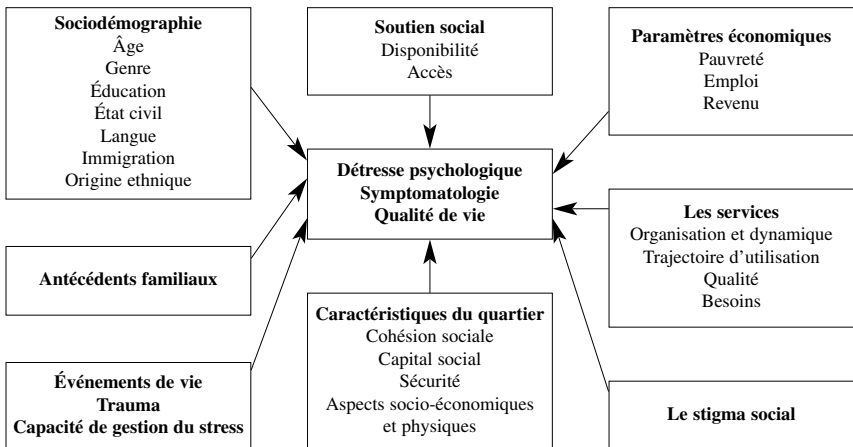 Sociodémographie
Âge
Genre
Éducation
État civil
Langue
Immigration
Origine ethnique
Soutien social
Disponibilité
Accès
Paramètres économiques
Pauvreté
Emploi
Revenu
Détresse psychologique
Symptomatologie
Qualité de vie
Antécédents familiaux
Les services
Organisation et dynamique
Trajectoire d’utilisation
Qualité
Besoins
Événements de vie
Trauma
Capacité de gestion du stress
Caractéristiques du quartier
Cohésion sociale
Capital social
Sécurité
Aspects socio-économiques
et physiques
Le stigma social